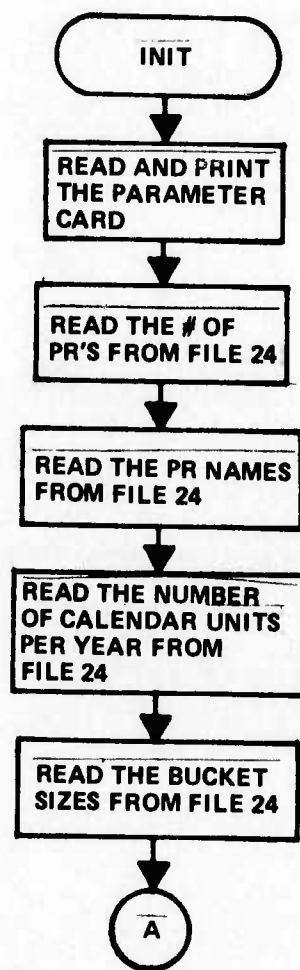 INIT
READ AND PRINT
THE PARAMETER
CARD
READ THE # OF
PR'S FROM FILE 24
READ THE PR NAMES
FROM FILE 24
READ THE NUMBER
OF CALENDAR UNITS
PER YEAR FROM
FILE 24
READ THE BUCKET
SIZES FROM FILE 24
A